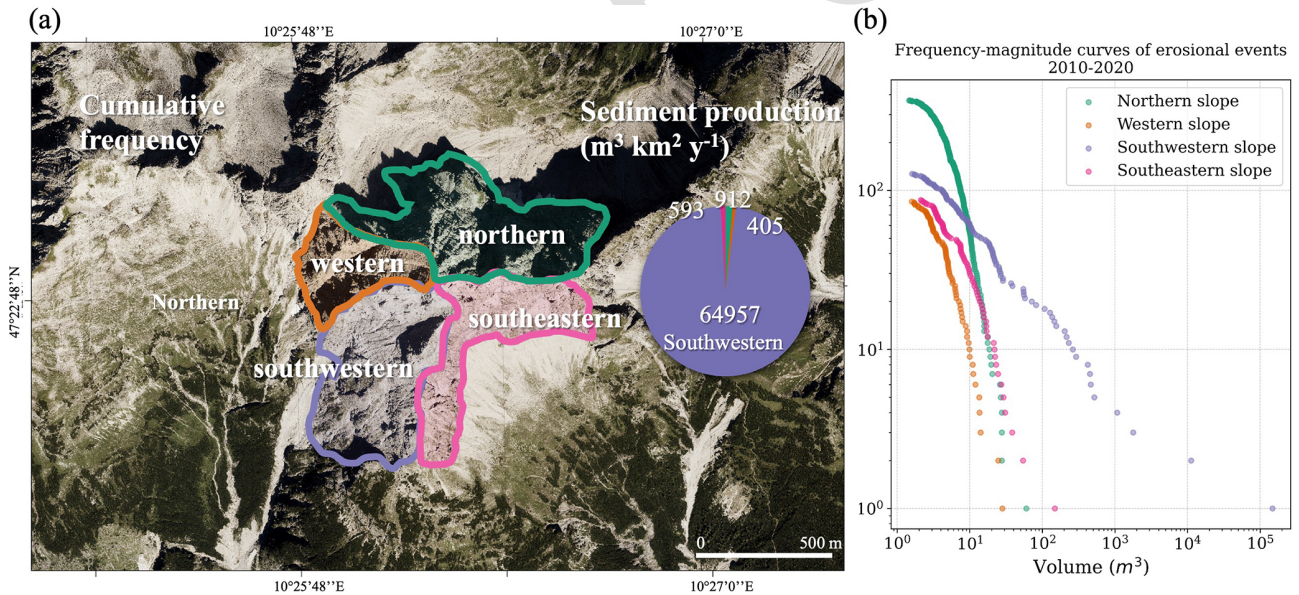 (a)
10°25'48''E
10°27'0''E
Cumulative
frequency
Sediment production
(m³ km² y⁻¹)
593
912
405
northern
western
Northern
southeastern
southwestern
64957
Southwestern
47°22'48''N
0
500 m
10°25'48''E
10°27'0''E
(b)
Frequency-magnitude curves of erosional events
2010-2020
Northern slope
Western slope
Southwestern slope
Southeastern slope
10²
10¹
10⁰
10⁰
10¹
10²
10³
10⁴
10⁵
Volume (m³)